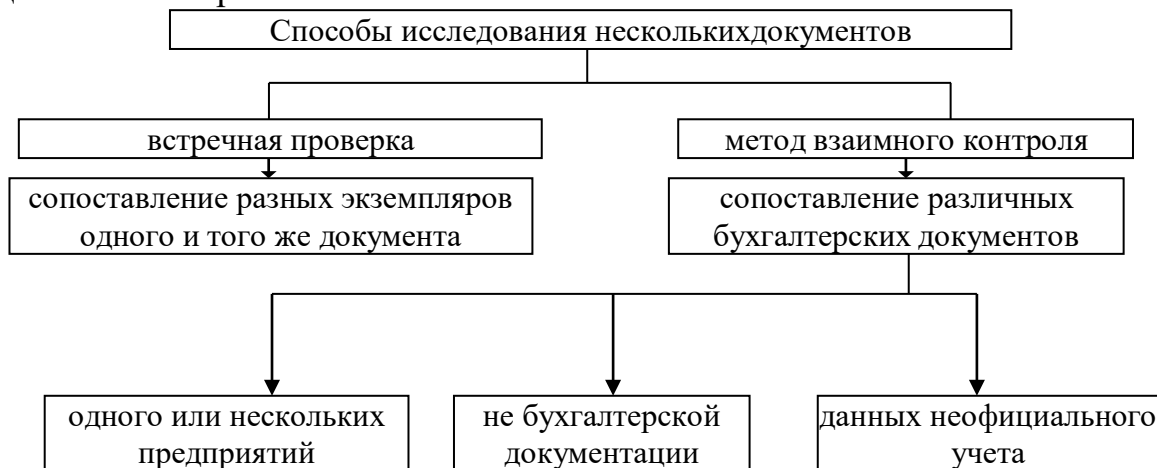 Способы исследования несколькихдокументов
встречная проверка
метод взаимного контроля
сопоставление разных экземпляров
одного и того же документа
сопоставление различных
бухгалтерских документов
одного или нескольких
предприятий
не бухгалтерской
документации
данных неофициального
учета